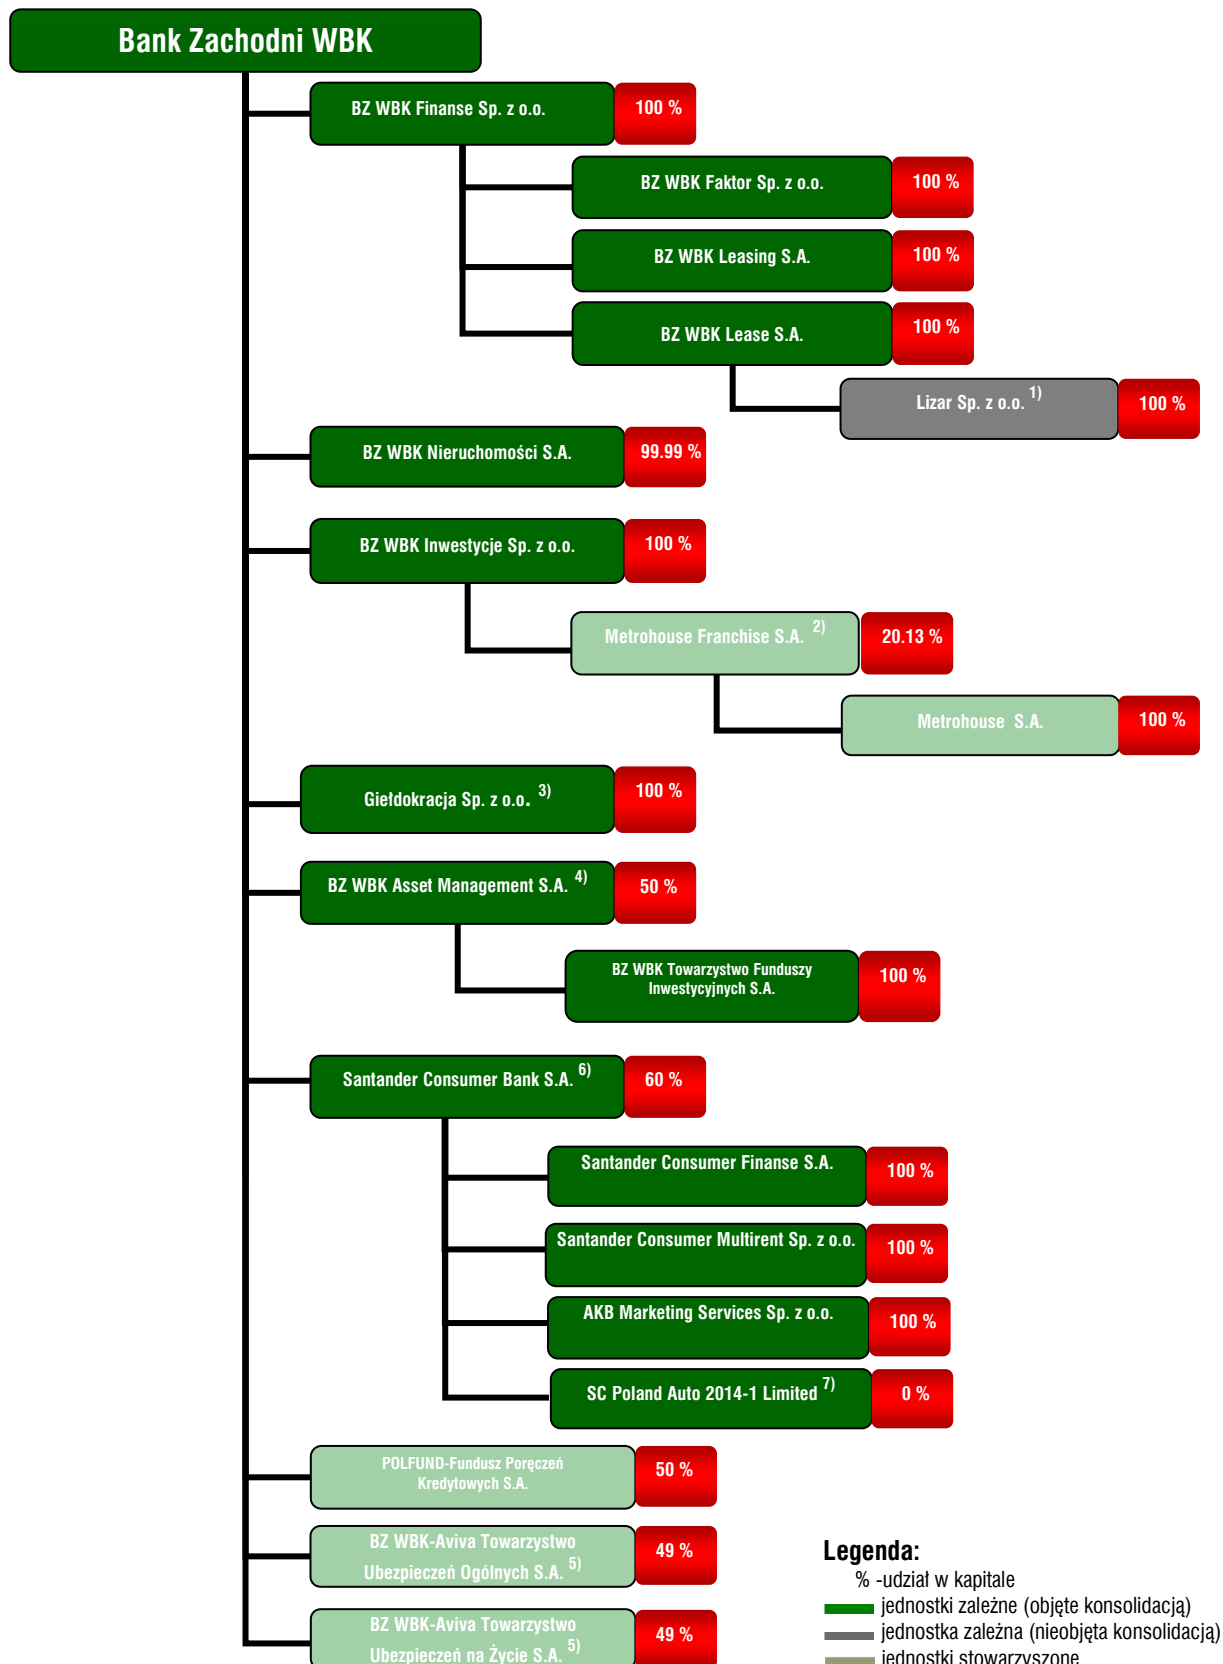 Bank Zachodni WBK
BZ WBK Finanse Sp. z o.o.
100 %
BZ WBK Faktor Sp. z o.o.
100 %
BZ WBK Leasing S.A.
100 %
BZ WBK Lease S.A.
100 %
Lizar Sp. z o.o. 1)
100 %
BZ WBK Nieruchomości S.A.
99.99 %
BZ WBK Inwestycje Sp. z o.o.
100 %
Metrohouse Franchise S.A. 2)
20.13 %
Metrohouse S.A.
100 %
Giełdokracja Sp. z o.o. 3)
100 %
BZ WBK Asset Management S.A. 4)
50 %
BZ WBK Towarzystwo Funduszy
Inwestycyjnych S.A.
100 %
Santander Consumer Bank S.A. 6)
60 %
Santander Consumer Finanse S.A.
100 %
Santander Consumer Multirent Sp. z o.o.
100 %
AKB Marketing Services Sp. z o.o.
100 %
SC Poland Auto 2014-1 Limited 7)
0 %
POLFUND-Fundusz Poręczeń
Kredytowych S.A.
50 %
BZ WBK-Aviva Towarzystwo
Ubezpieczeń Ogólnych S.A. 5)
49 %
BZ WBK-Aviva Towarzystwo
Ubezpieczeń na Życie S.A. 5)
49 %
Legenda:
% -udział w kapitale
jednostki zależne (objęte konsolidacją)
jednostka zależna (nieobjęta konsolidacją)
jednostki stowarzyszone